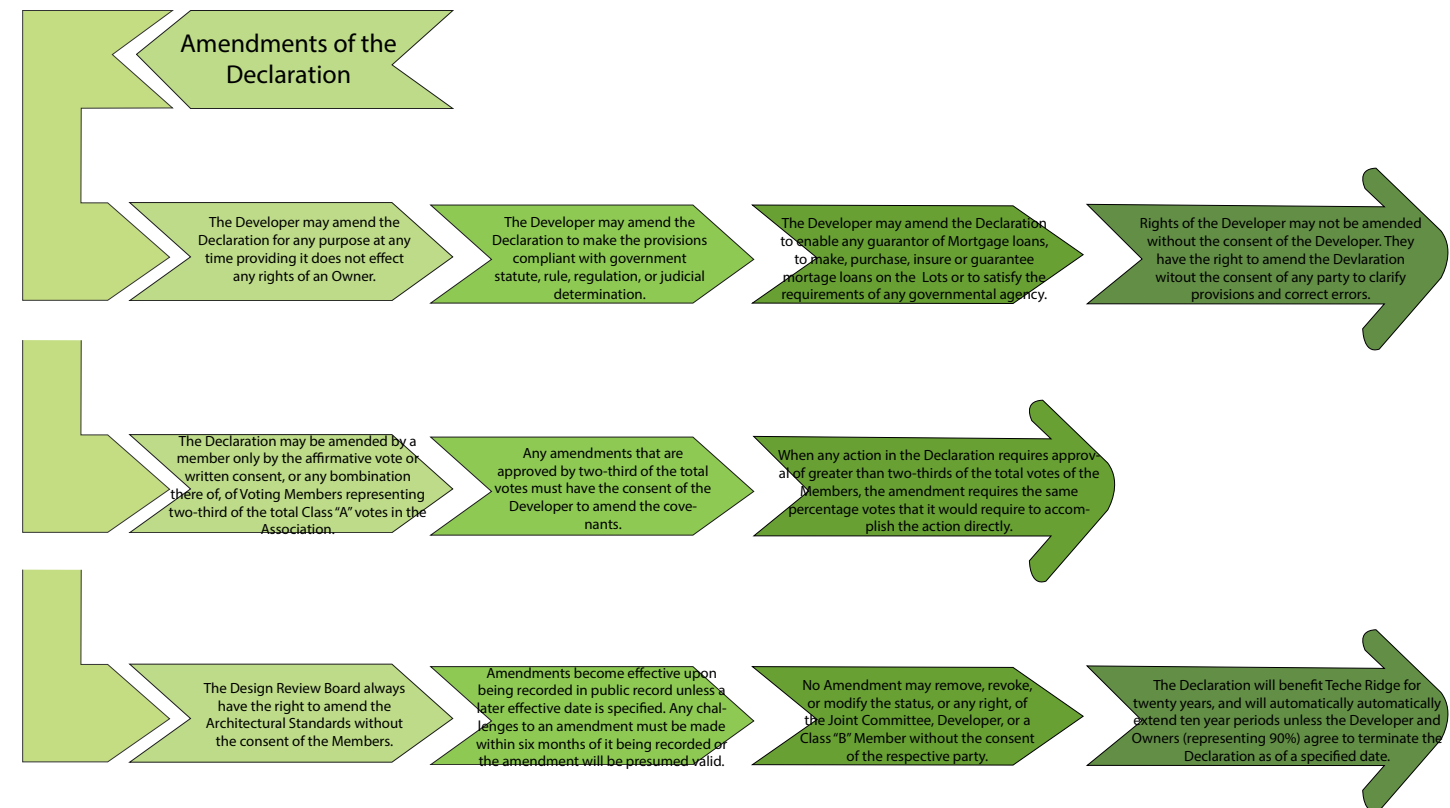 Amendments of the
Declaration
The Developer may amend the
Declaration for any purpose at any
time providing it does not effect
any rights of an Owner.
The Developer may amend the
Declaration to make the provisions
compliant with government
statute, rule, regulation, or judicial
determination.
The Developer may amend the Declaration
to enable any guarantor of Mortgage loans,
to make, purchase, insure or guarantee
mortage loans on the Lots or to satisfy the
requirements of any governmental agency.
Rights of the Developer may not be amended
without the consent of the Developer. They
have the right to amend the Devlaration
witout the consent of any party to clarify
provisions and correct errors.
The Declaration may be amended by a
member only by the affirmative vote or
written consent, or any bombination
there of, of Voting Members representing
two-third of the total Class “A” votes in the
Association.
Any amendments that are
approved by two-third of the total
votes must have the consent of the
Developer to amend the cove-
nants.
When any action in the Declaration requires approv-
al of greater than two-thirds of the total votes of the
Members, the amendment requires the same
percentage votes that it would require to accom-
plish the action directly.
The Design Review Board always
have the right to amend the
Architectural Standards without
the consent of the Members.
Amendments become effective upon
being recorded in public record unless a
later effective date is specified. Any chal-
lenges to an amendment must be made
within six months of it being recorded or
the amendment will be presumed valid.
No Amendment may remove, revoke,
or modify the status, or any right, of
the Joint Committee, Developer, or a
Class “B” Member without the consent
of the respective party.
The Declaration will benefit Teche Ridge for
twenty years, and will automatically automatically
extend ten year periods unless the Developer and
Owners (representing 90%) agree to terminate the
Declaration as of a specified date.